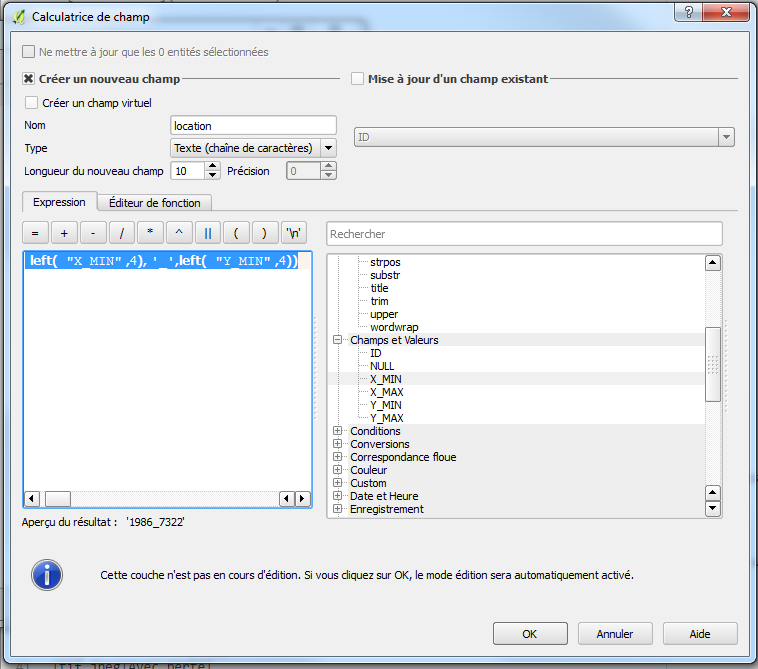 Calculatrice de champ
?
Ne mettre à jour que les 0 entités sélectionnées
Créer un nouveau champ
Mise à jour d'un champ existant
Créer un champ virtuel
Nom
location
ID
Type
Texte (chaîne de caractères)
Longueur du nouveau champ
10
Précision
0
Expression
Éditeur de fonction
= + - / * ^ || ( ) '\n'
Rechercher
left( "X_MIN" ,4), '_',left( "Y_MIN" ,4))
strpos
substr
title
trim
upper
wordwrap
Champs et Valeurs
ID
NULL
X_MIN
X_MAX
Y_MIN
Y_MAX
Conditions
Conversions
Correspondance floue
Couleur
Custom
Date et Heure
Enregistrement
Aperçu du résultat : '1986_7322'
Cette couche n'est pas en cours d'édition. Si vous cliquez sur OK, le mode édition sera automatiquement activé.
OK
Annuler
Aide